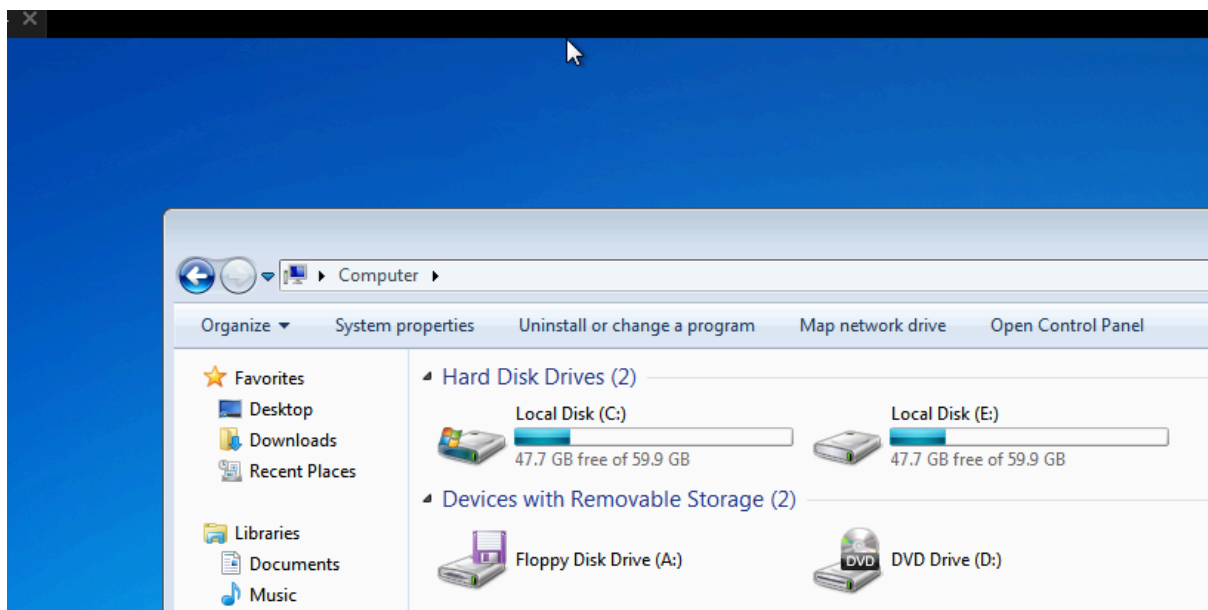 Computer
Organize System properties Uninstall or change a program Map network drive Open Control Panel
Favorites
Desktop
Downloads
Recent Places
Libraries
Documents
Music
Hard Disk Drives (2)
Local Disk (C:)
47.7 GB free of 59.9 GB
Local Disk (E:)
47.7 GB free of 59.9 GB
Devices with Removable Storage (2)
Floppy Disk Drive (A:)
DVD
DVD Drive (D:)